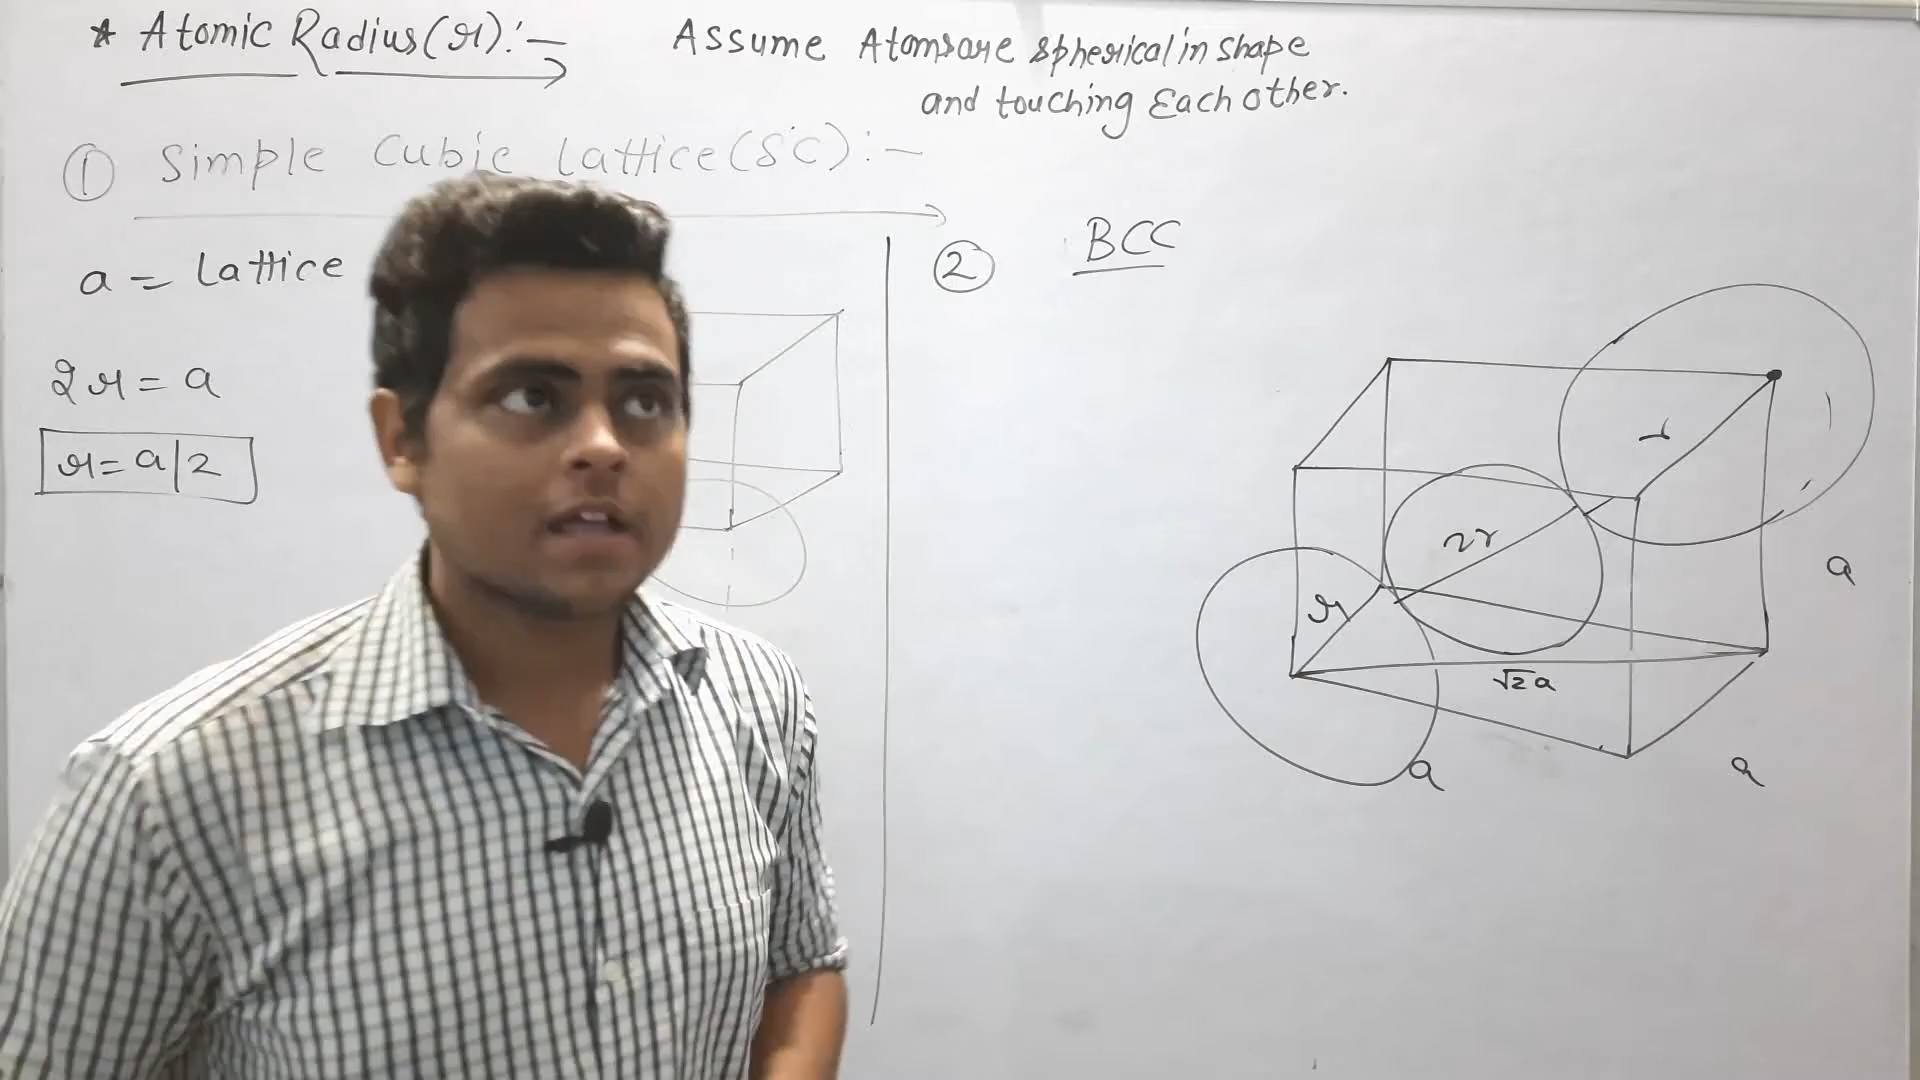 * Atomic Radius (r):-
Assume Atoms are spherical in shape
and touching Each other.
① Simple Cubic Lattice (SC):-
a = Lattice
2r = a
r = a/2
② BCC
r
2r
r
a
√2a
a
a